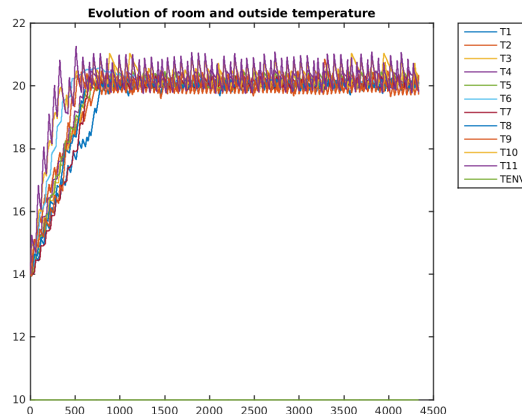 Evolution of room and outside temperature
22
20
18
16
14
12
10
0 500 1000 1500 2000 2500 3000 3500 4000 4500
T1
T2
T3
T4
T5
T6
T7
T8
T9
T10
T11
TENV